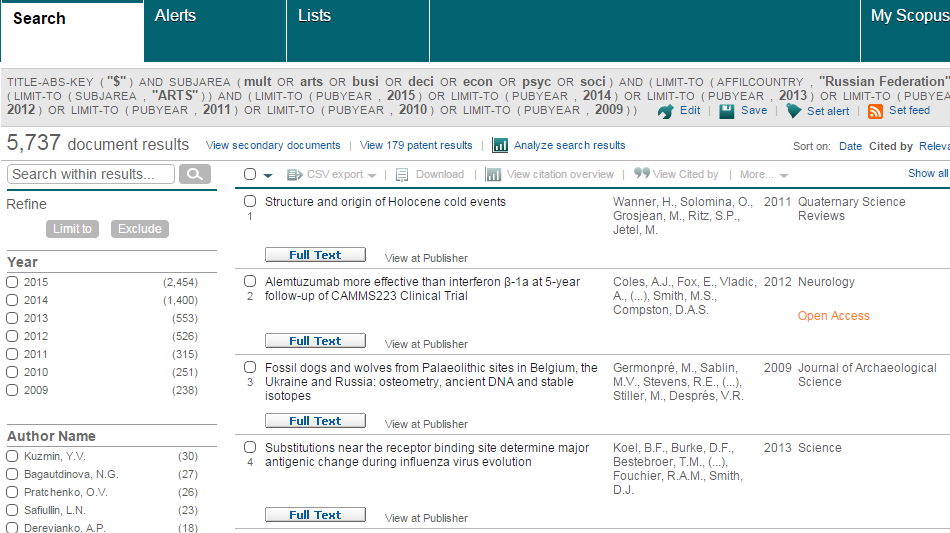 Search
Alerts
Lists
My Scopus
TITLE-ABS-KEY ( "$" ) AND SUBJAREA ( mult OR arts OR busi OR deci OR econ OR psyc OR soci ) AND ( LIMIT-TO ( AFFILCOUNTRY , "Russian Federation"
( LIMIT-TO ( SUBJAREA , "ARTS" ) ) AND ( LIMIT-TO ( PUBYEAR , 2015 ) OR LIMIT-TO ( PUBYEAR , 2014 ) OR LIMIT-TO ( PUBYEAR , 2013 ) OR LIMIT-TO ( PUBYEA
2012 ) OR LIMIT-TO ( PUBYEAR , 2011 ) OR LIMIT-TO ( PUBYEAR , 2010 ) OR LIMIT-TO ( PUBYEAR , 2009 ) ) | Edit | Save | Set alert | Set feed
5,737 document results View secondary documents | View 179 patent results | Analyze search results
Sort on: Date Cited by Releva
Search within results...
CSV export | Download | View citation overview | View Cited by | More... Show all
Refine
Limit to Exclude
Year
2015 (2,454)
2014 (1,400)
2013 (553)
2012 (526)
2011 (315)
2010 (251)
2009 (238)
Author Name
Kuzmin, Y.V. (30)
Bagautdinova, N.G. (27)
Pratchenko, O.V. (26)
Safiullin, L.N. (23)
Derevianko, A.P. (18)
1
Structure and origin of Holocene cold events
Wanner, H., Solomina, O.,
Grosjean, M., Ritz, S.P.,
Jetel, M.
2011
Quaternary Science
Reviews
Full Text View at Publisher
2
Alemtuzumab more effective than interferon β-1a at 5-year
follow-up of CAMMS223 Clinical Trial
Coles, A.J., Fox, E., Vladic,
A., (...), Smith, M.S.,
Compston, D.A.S.
2012
Neurology
Open Access
Full Text View at Publisher
3
Fossil dogs and wolves from Palaeolithic sites in Belgium, the
Ukraine and Russia: osteometry, ancient DNA and stable
isotopes
Germonpré, M., Sablin,
M.V., Stevens, R.E., (...),
Stiller, M., Després, V.R.
2009
Journal of Archaeological
Science
Full Text View at Publisher
4
Substitutions near the receptor binding site determine major
antigenic change during influenza virus evolution
Koel, B.F., Burke, D.F.,
Bestebroer, T.M., (...),
Fouchier, R.A.M., Smith,
D.J.
2013
Science
Full Text View at Publisher